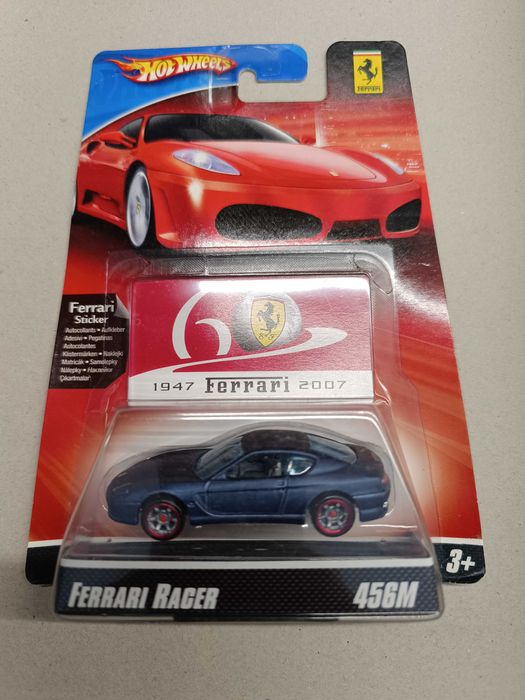 HOT WHEELS
Ferrari
Ferrari
Sticker
Autocollants • Aufkleber
Adesivi • Pegatinas
Autocolantes
Klistermärken • Naklejki
Matricák • Samolepky
Nálepky • Наклейки
Çıkartmalar
60
1947 Ferrari 2007
FERRARI RACER
456M
3+